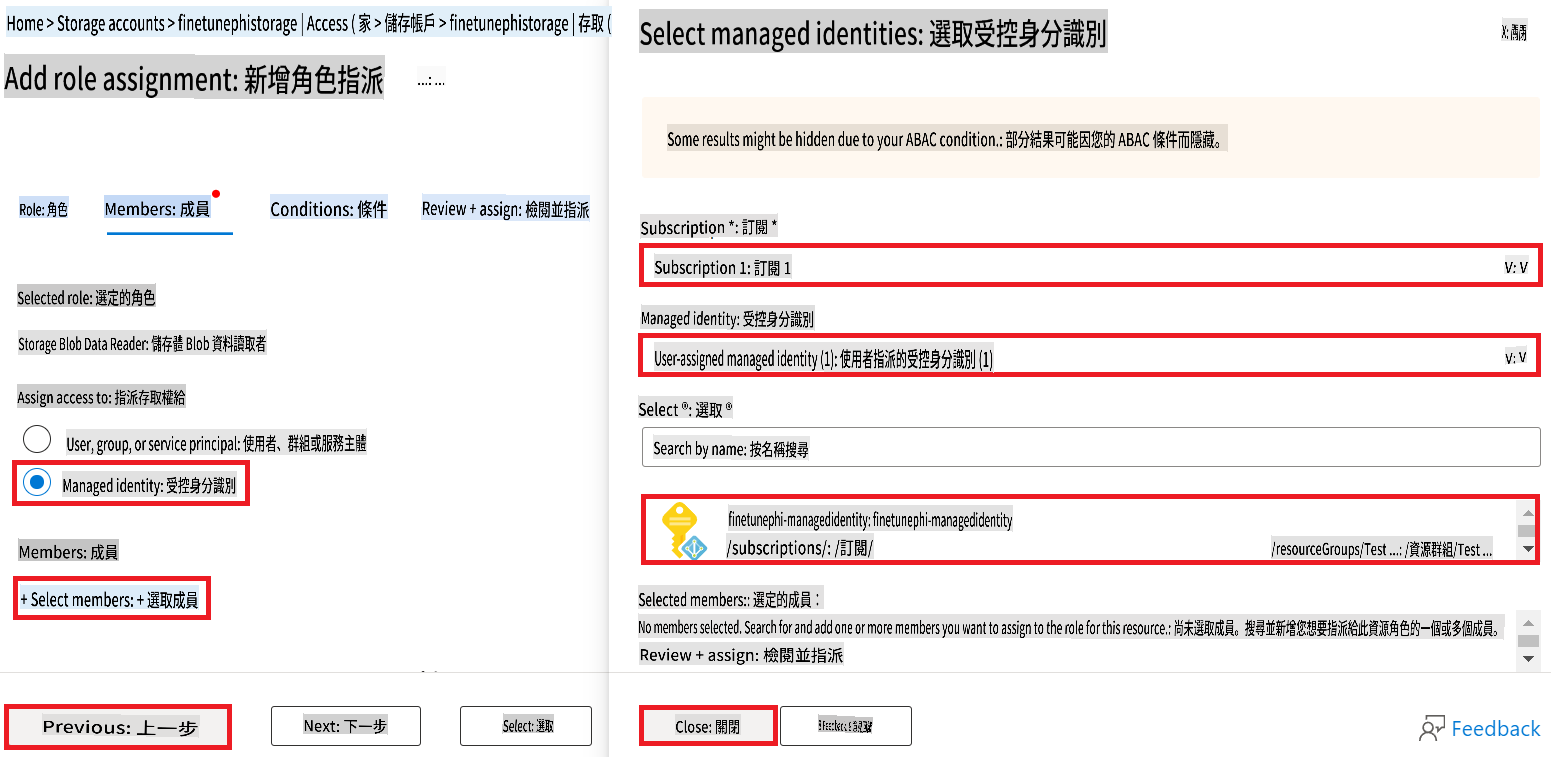 Home > Storage accounts > finetunephistorage | Access ( 家 > 儲存帳戶 > finetunephistorage | 存取 (
Add role assignment: 新增角色指派
...: ...
Role: 角色
Members: 成員
Conditions: 條件
Review + assign: 檢閱並指派
Selected role: 選定的角色
Storage Blob Data Reader: 儲存體 Blob 資料讀取者
Assign access to: 指派存取權給
User, group, or service principal: 使用者、群組或服務主體
Managed identity: 受控身分識別
Members: 成員
+ Select members: + 選取成員
Previous: 上一步
Next: 下一步
Select: 選取
Select managed identities: 選取受控身分識別
X:
Some results might be hidden due to your ABAC condition.: 部分結果可能因您的 ABAC 條件而隱藏。
Subscription *: 訂閱 *
Subscription 1: 訂閱 1
V: V
Managed identity: 受控身分識別
User-assigned managed identity (1): 使用者指派的受控身分識別 (1)
V: V
Select ®: 選取 ®
Search by name: 按名稱搜尋
finetunephi-managedidentity: finetunephi-managedidentity
/subscriptions/: /訂閱/
/resourceGroups/Test ...: /資源群組/Test ...
Selected members:: 選定的成員：
No members selected. Search for and add one or more members you want to assign to the role for this resource.: 尚未選取成員。搜尋並新增您想要指派給此資源角色的一個或多個成員。
Review + assign: 檢閱並指派
Close: 關閉
Feedback